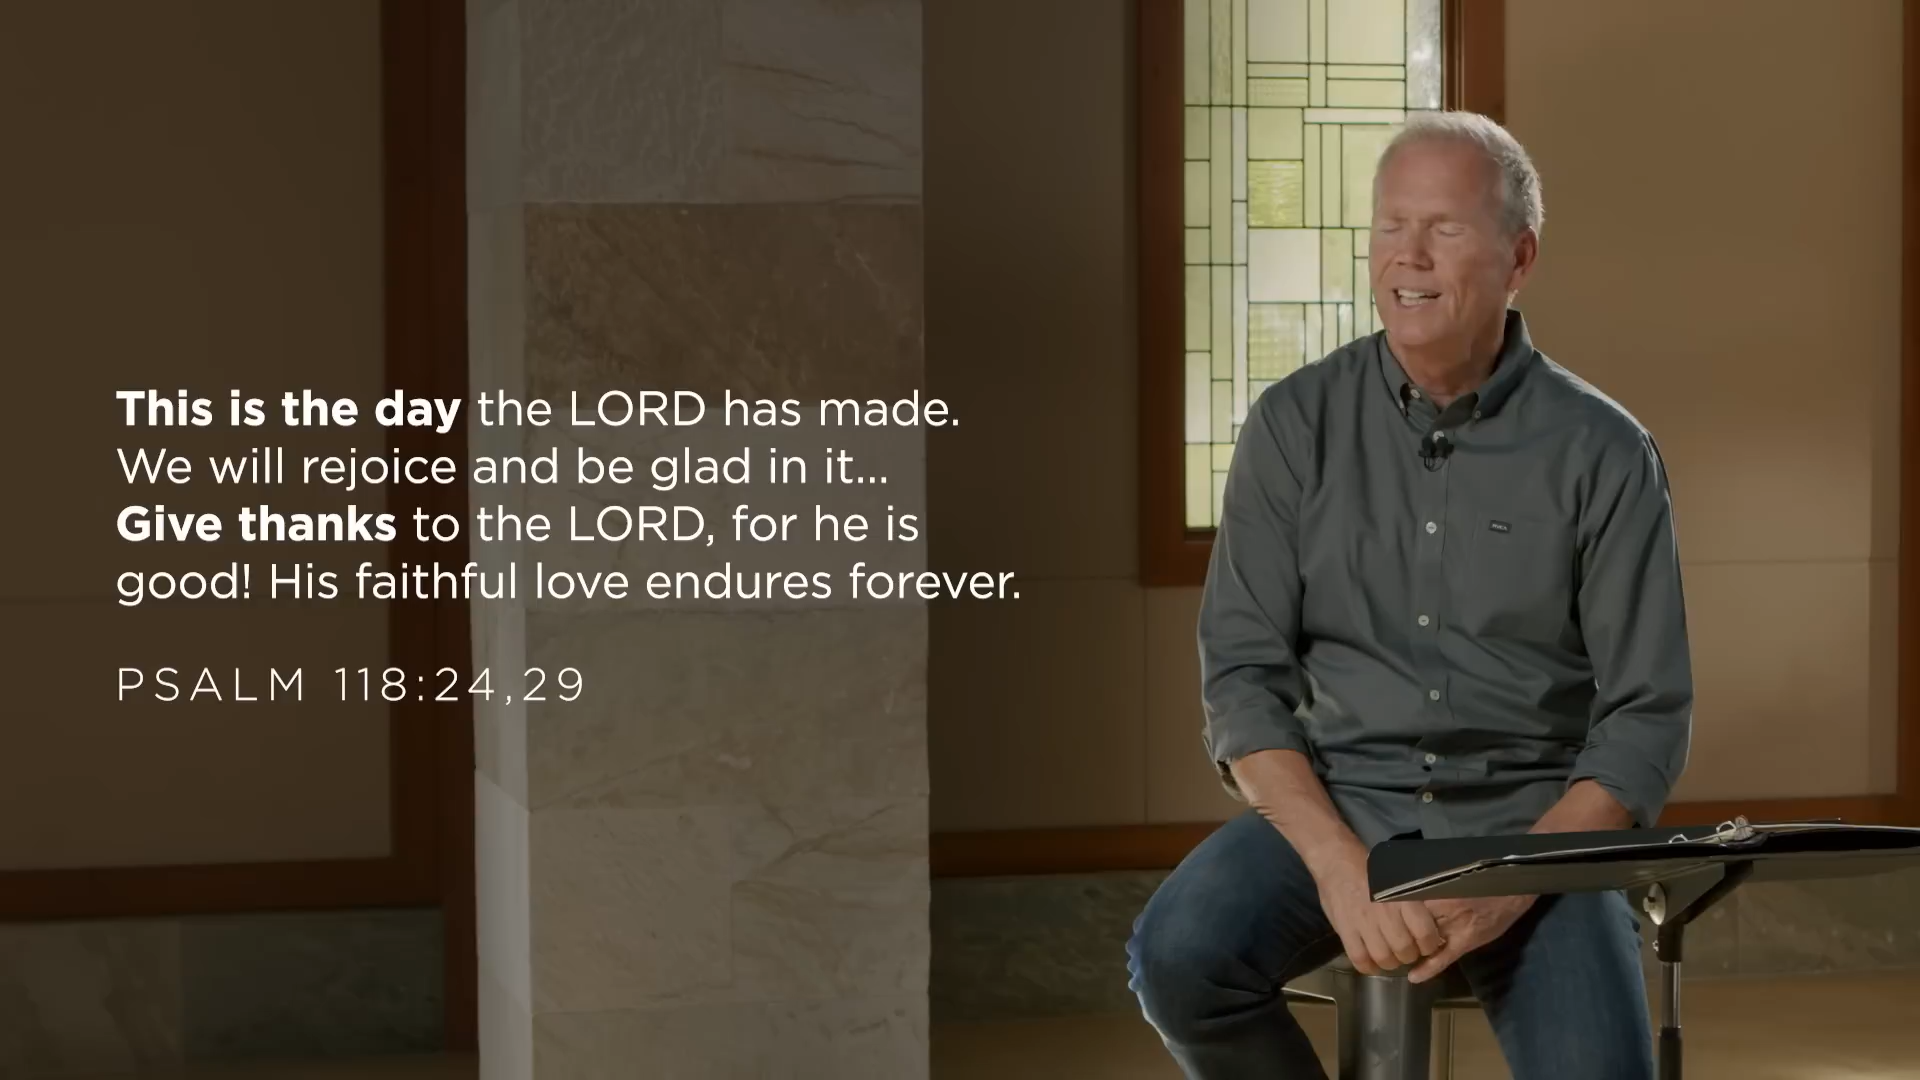 This is the day the LORD has made.
We will rejoice and be glad in it...
Give thanks to the LORD, for he is
good! His faithful love endures forever.
PSALM 118:24,29